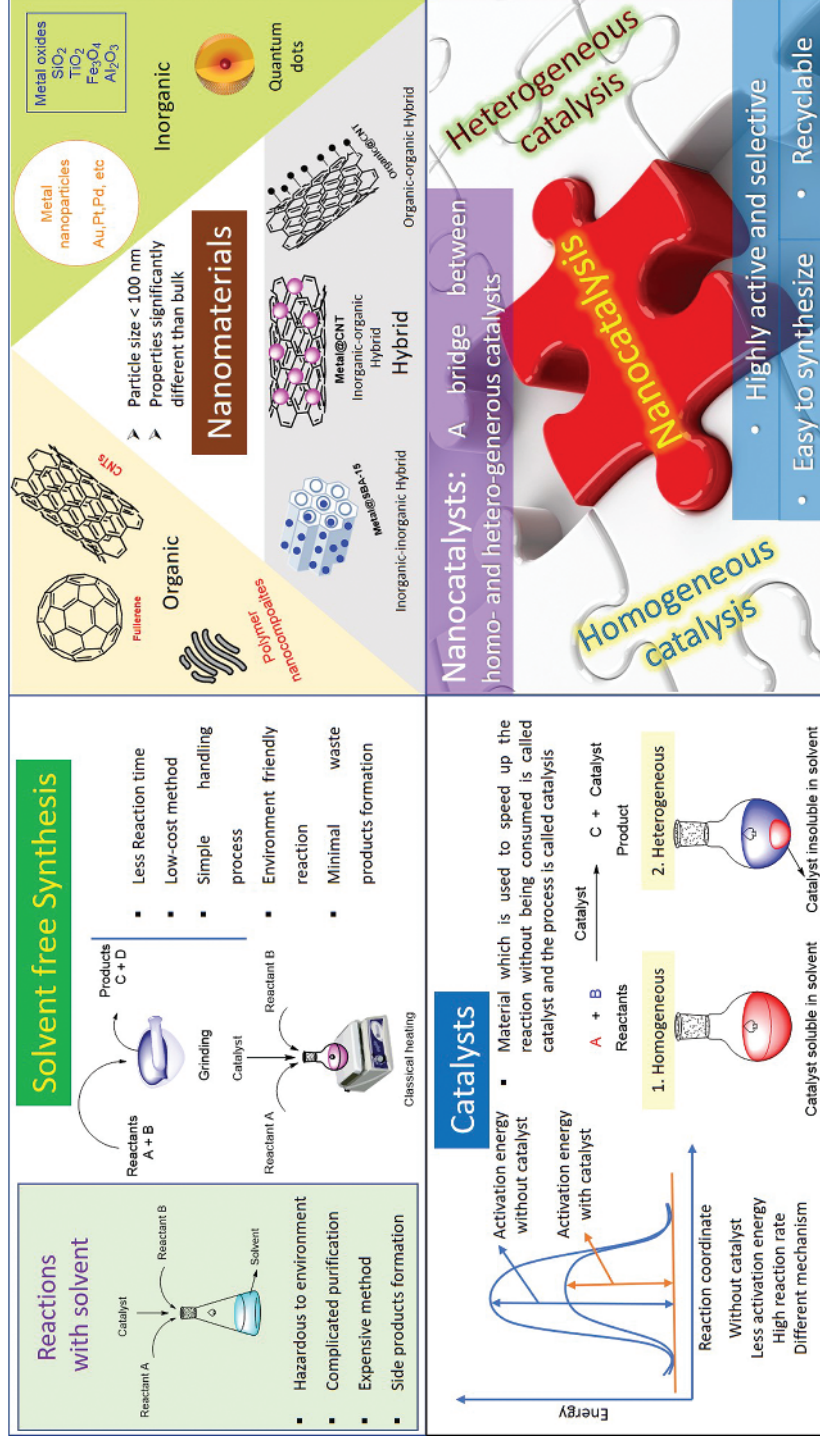 Reactions
with solvent
Catalyst
Reactant A
Reactant B
Solvent
▪ Hazardous to environment
▪ Complicated purification
▪ Expensive method
▪ Side products formation
Solvent free Synthesis
Reactants
A + B
Products
C + D
Grinding
Catalyst
Reactant A
Reactant B
Classical heating
▪ Less Reaction time
▪ Low-cost method
▪ Simple handling
process
▪ Environment friendly
reaction
▪ Minimal waste
products formation
Fullerene
CNTs
Organic
Polymer
nanocomposites
Metal
nanoparticles
Au,Pt,Pd, etc
Metal oxides
SiO₂
TiO₂
Fe₃O₄
Al₂O₃
Inorganic
Quantum
dots
➢ Particle size < 100 nm
➢ Properties significantly
different than bulk
Nanomaterials
Metal@SBA-15
Inorganic-inorganic Hybrid
Metal@CNT
Inorganic-organic
Hybrid
Hybrid
Organic@CNT
Organic-organic Hybrid
Catalysts
Energy
Activation energy
without catalyst
Activation energy
with catalyst
Reaction coordinate
Without catalyst
Less activation energy
High reaction rate
Different mechanism
▪ Material which is used to speed up the
reaction without being consumed is called
catalyst and the process is called catalysis
A + B
Reactants
Catalyst
C + Catalyst
Product
1. Homogeneous
2. Heterogeneous
Catalyst soluble in solvent
Catalyst insoluble in solvent
Nanocatalysts: A bridge between
homo- and hetero-generous catalysts
Heterogeneous
catalysis
Nanocatalysis
Homogeneous
catalysis
• Highly active and selective
• Easy to synthesize
• Recyclable